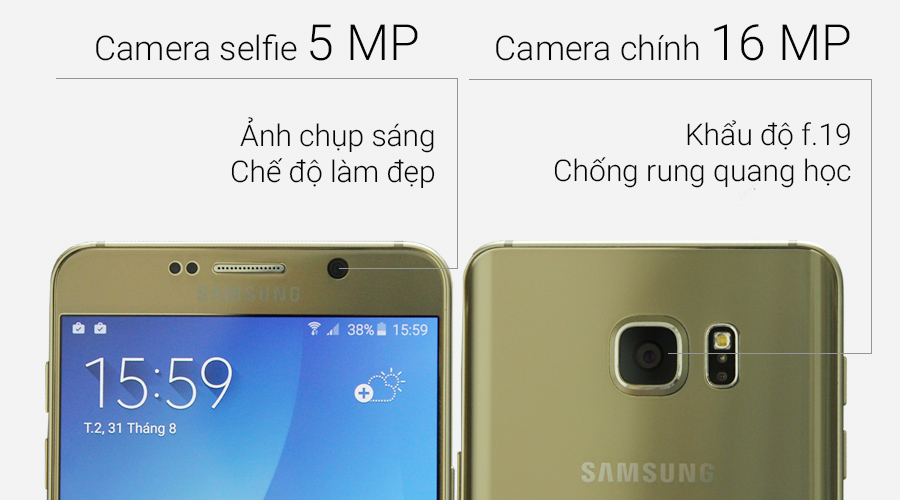 Camera selfie 5 MP
Camera chính 16 MP
Ảnh chụp sáng
Chế độ làm đẹp
Khẩu độ f.19
Chống rung quang học
SAMSUNG
38% 15:59
15:59
T.2, 31 Tháng 8
SAMSUNG